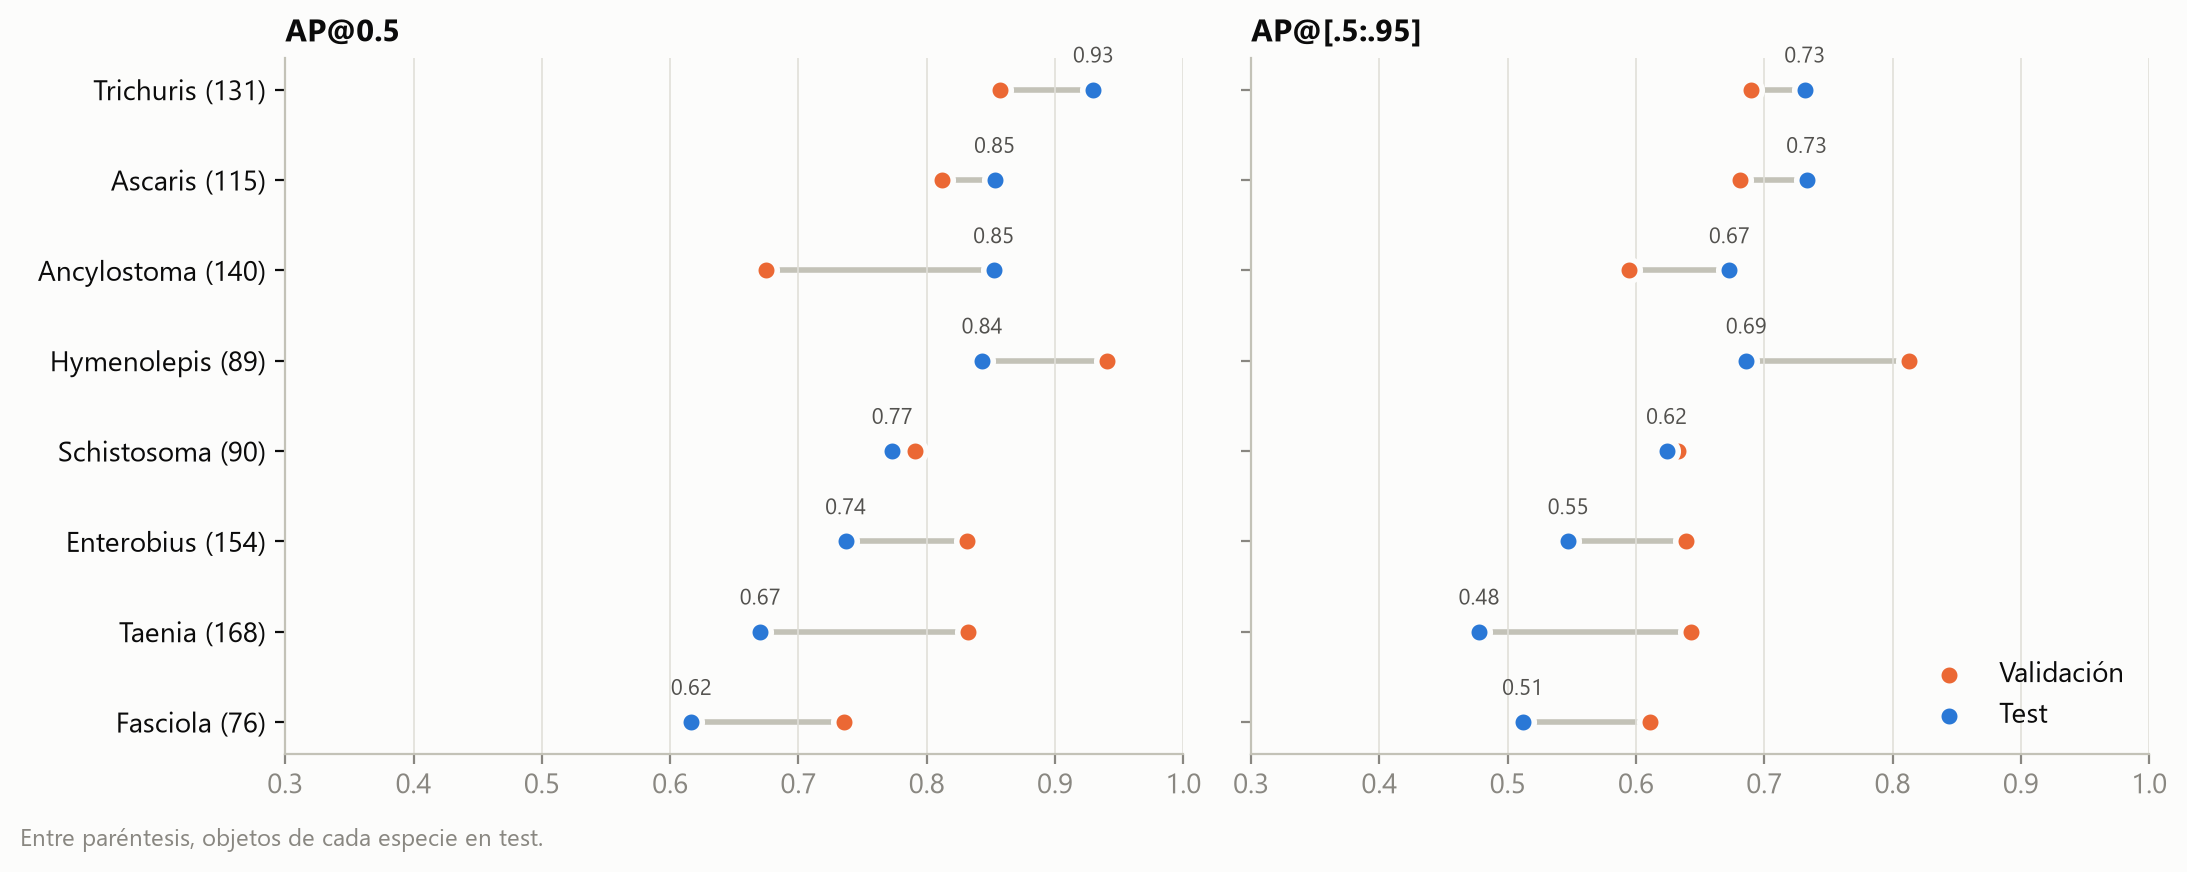 AP@0.5
AP@[.5:.95]
Trichuris (131)
0.93
0.73
Ascaris (115)
0.85
0.73
Ancylostoma (140)
0.85
0.67
Hymenolepis (89)
0.84
0.69
Schistosoma (90)
0.77
0.62
Enterobius (154)
0.74
0.55
Taenia (168)
0.67
0.48
Fasciola (76)
0.62
0.51
Validación
Test
0.3 0.4 0.5 0.6 0.7 0.8 0.9 1.0
0.3 0.4 0.5 0.6 0.7 0.8 0.9 1.0
Entre paréntesis, objetos de cada especie en test.